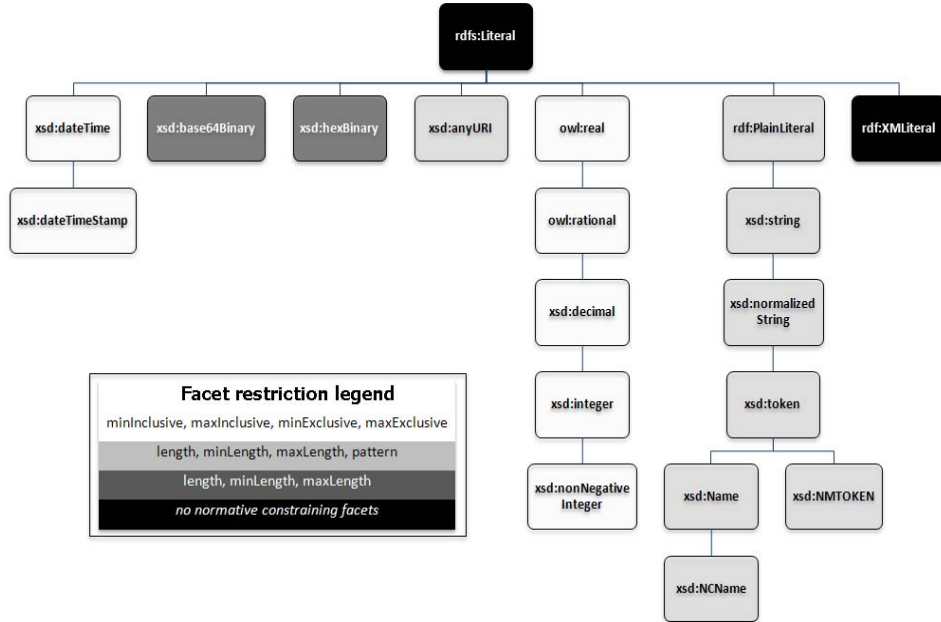 rdfs:Literal
xsd:dateTime
xsd:base64Binary
xsd:hexBinary
xsd:anyURI
owl:real
rdf:PlainLiteral
rdf:XMLLiteral
xsd:dateTimeStamp
owl:rational
xsd:string
xsd:decimal
xsd:normalized
String
Facet restriction legend
minInclusive, maxInclusive, minExclusive, maxExclusive
length, minLength, maxLength, pattern
length, minLength, maxLength
no normative constraining facets
xsd:integer
xsd:token
xsd:nonNegative
Integer
xsd:Name
xsd:NMTOKEN
xsd:NCName